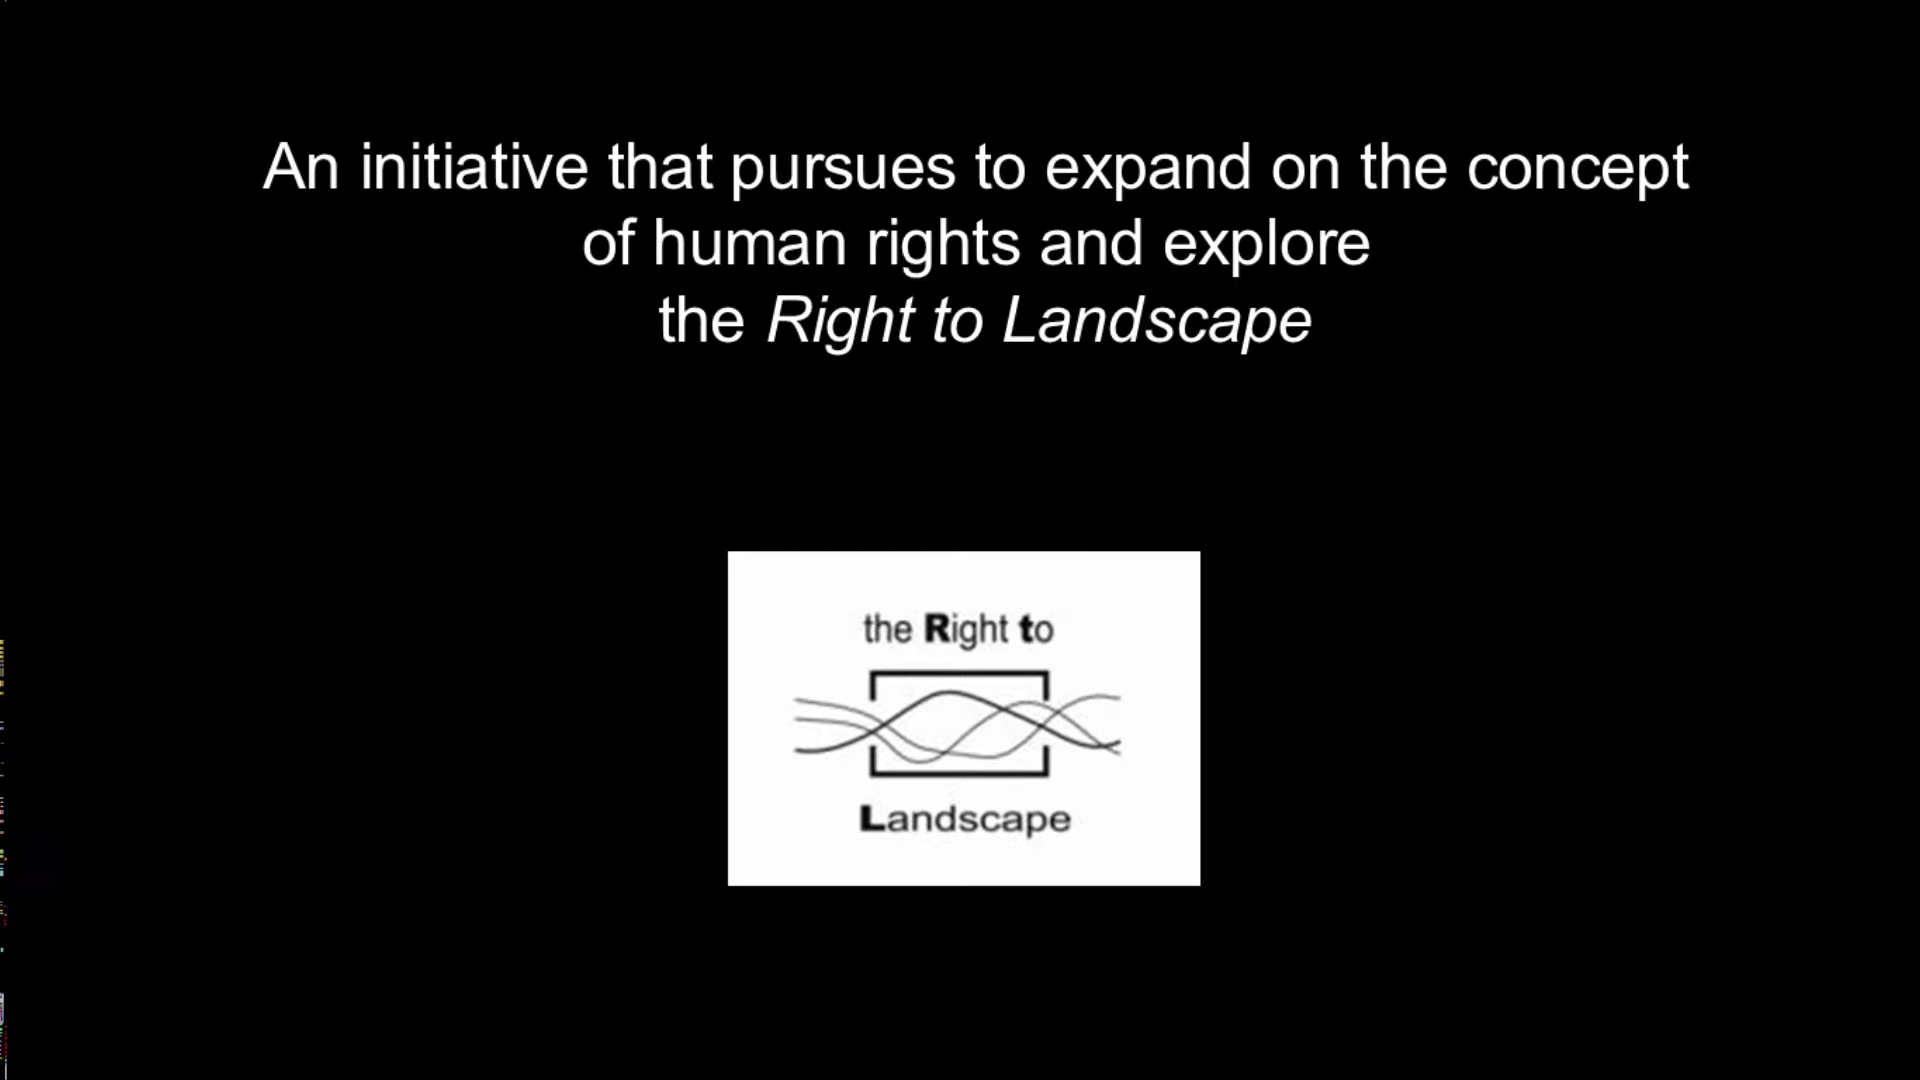 An initiative that pursues to expand on the concept
of human rights and explore
the Right to Landscape
the Right to
Landscape